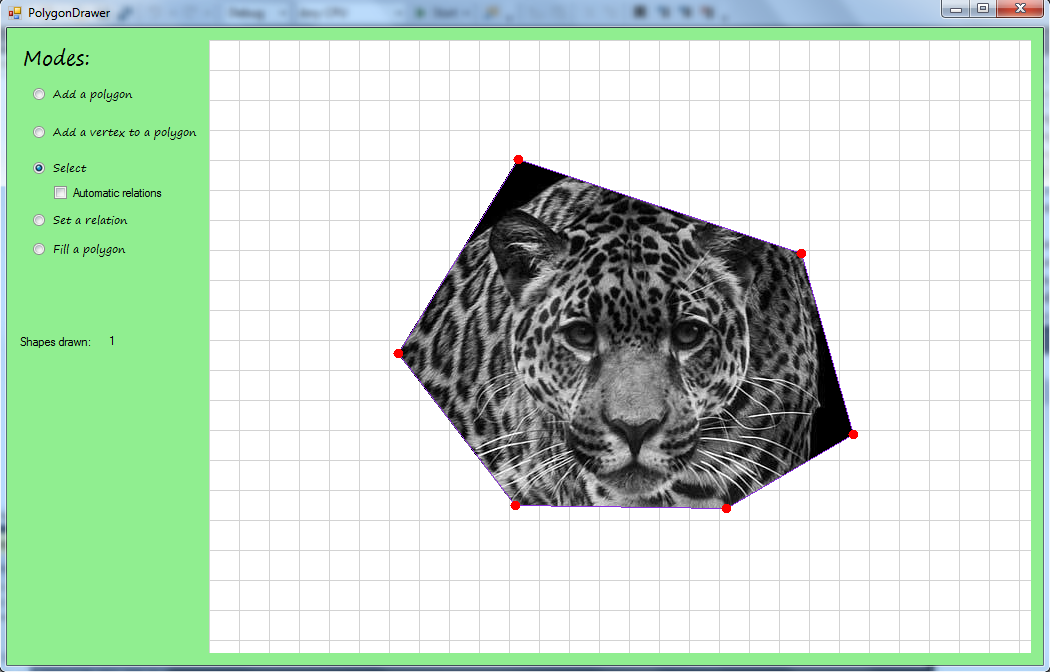 PolygonDrawer
Modes:
Add a polygon
Add a vertex to a polygon
Select
Automatic relations
Set a relation
Fill a polygon
Shapes drawn: 1